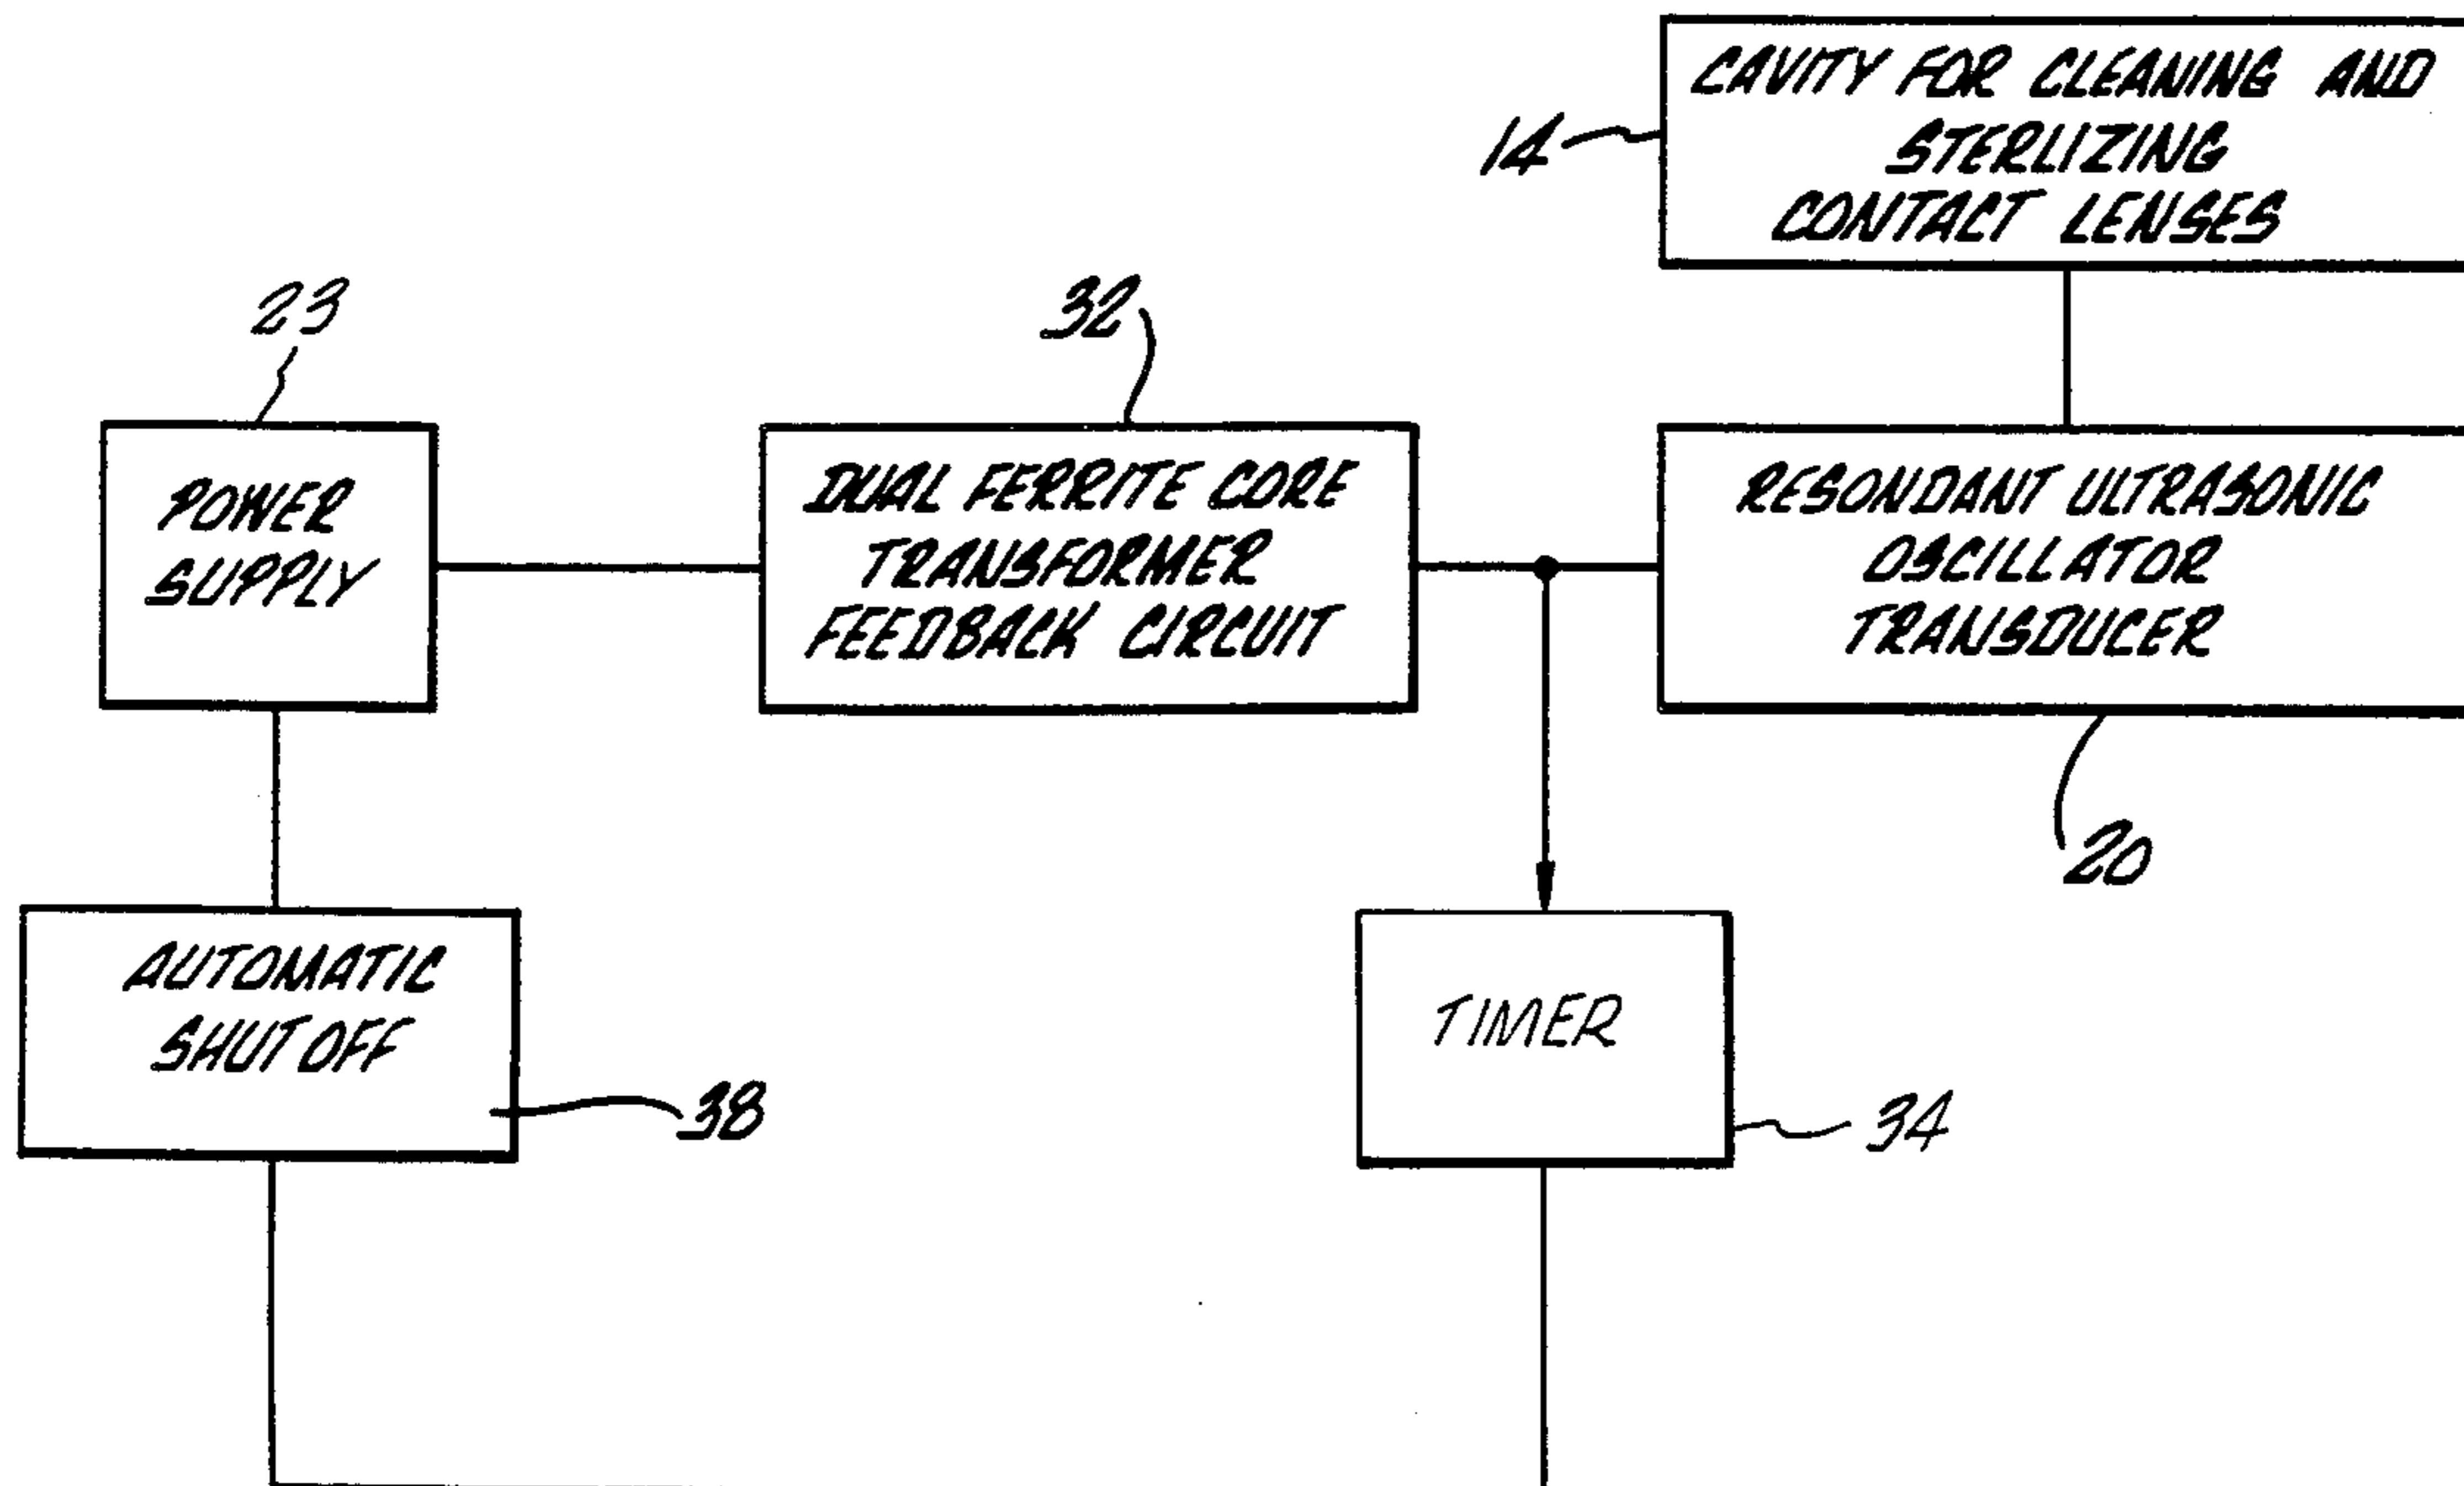 CAVITY FOR CLEANING AND
STERLIZING
CONTACT LENSES
14
23
32
POWER
SUPPLY
DUAL FERRITE CORE
TRANSFORMER
FEEDBACK CIRCUIT
RESONDANT ULTRASONIC
OSCILLATOR
TRANSDUCER
20
AUTOMATIC
SHUT OFF
38
TIMER
34